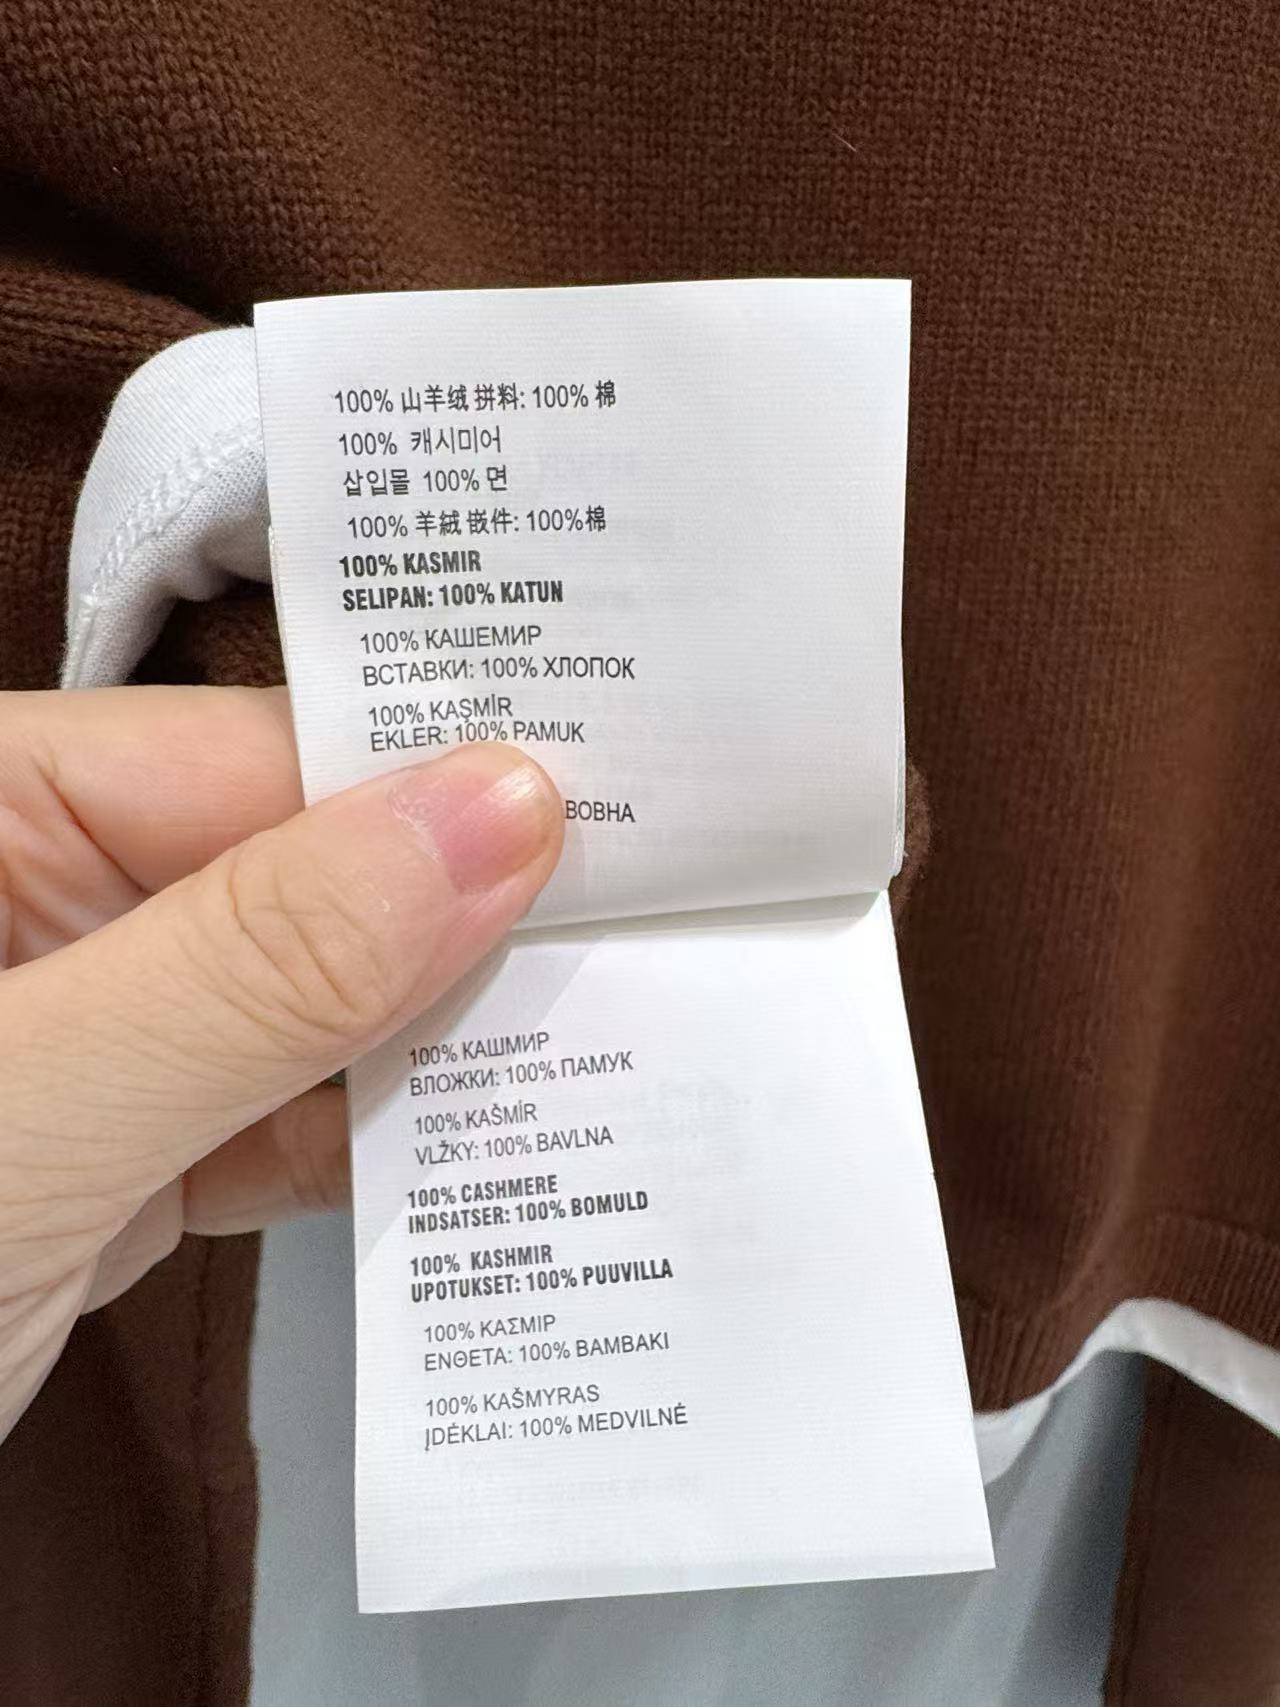 100% 山羊绒 拼料: 100% 棉
100% 캐시미어
삽입물 100% 면
100% 羊絨 嵌件: 100%棉
100% KASMIR
SELIPAN: 100% KATUN
100% КАШЕМИР
ВСТАВКИ: 100% ХЛОПОК
100% KAŞMİR
EKLER: 100% PAMUK
100% КАШМИР
ВЛОЖКИ: 100% ПАМУК
100% KAŠMÍR
VLŽKY: 100% BAVLNA
100% CASHMERE
INDSATSER: 100% BOMULD
100% KASHMIR
UPOTUKSET: 100% PUUVILLA
100% ΚΑΣΜΙΡ
ΕΝΘΕΤΑ: 100% ΒΑΜΒΑΚΙ
100% KAŠMYRAS
ĮDĖKLAI: 100% MEDVILNĖ